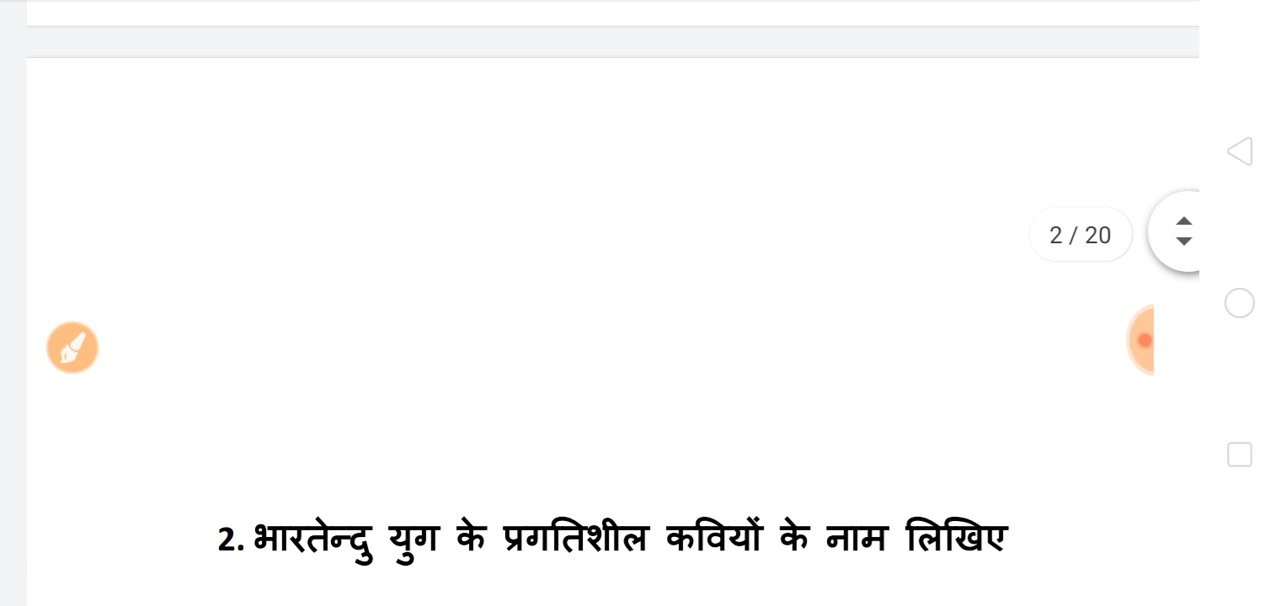 2 / 20
2. भारतेन्दु युग के प्रगतिशील कवियों के नाम लिखिए